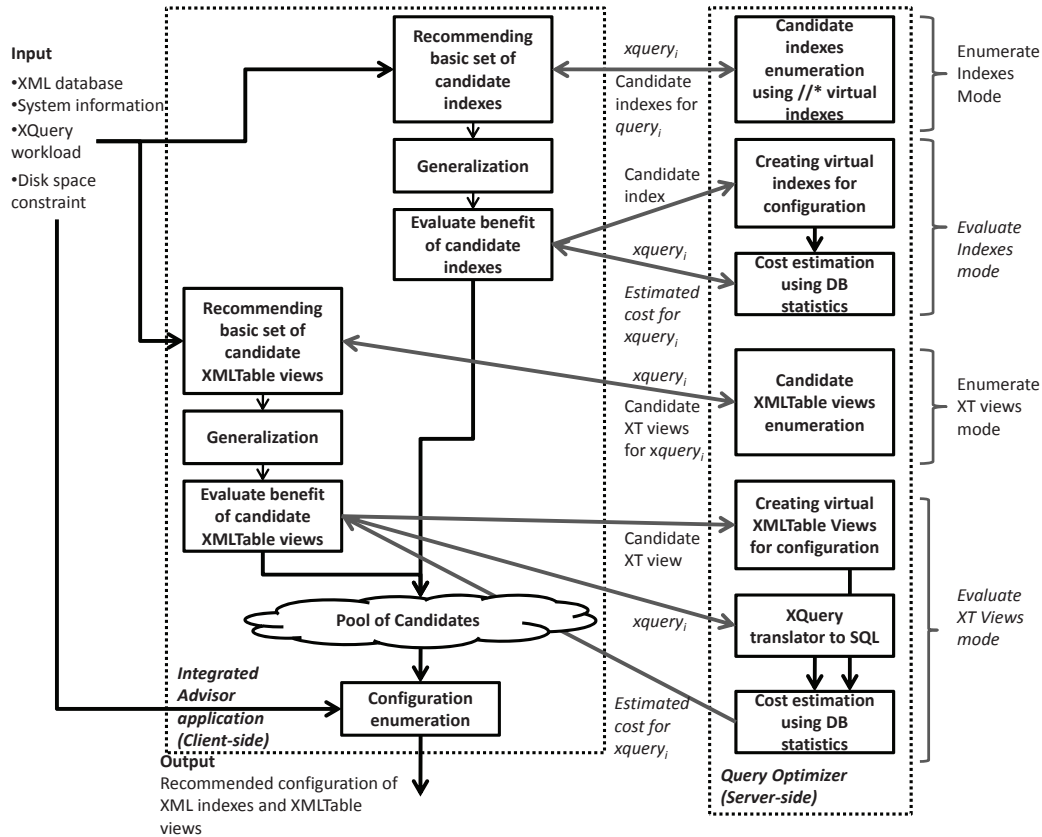 Input
•XML database
•System information
•XQuery
workload
•Disk space
constraint
Recommending
basic set of
candidate
indexes
Generalization
Evaluate benefit
of candidate
indexes
Recommending
basic set of
candidate
XMLTable views
Generalization
Evaluate benefit
of candidate
XMLTable views
Pool of Candidates
Configuration
enumeration
Integrated
Advisor
application
(Client-side)
Output
Recommended configuration of
XML indexes and XMLTable
views
xqueryi
Candidate
indexes for
queryi
Candidate
index
xqueryi
Estimated
cost for
xqueryi
xqueryi
Candidate
XT views
for xqueryi
Candidate
XT view
xqueryi
Estimated
cost for
xqueryi
Candidate
indexes
enumeration
using //* virtual
indexes
Creating virtual
indexes for
configuration
Cost estimation
using DB
statistics
Candidate
XMLTable views
enumeration
Creating virtual
XMLTable Views
for configuration
XQuery
translator to SQL
Cost estimation
using DB
statistics
Query Optimizer
(Server-side)
Enumerate
Indexes
Mode
Evaluate
Indexes
mode
Enumerate
XT views
mode
Evaluate
XT Views
mode